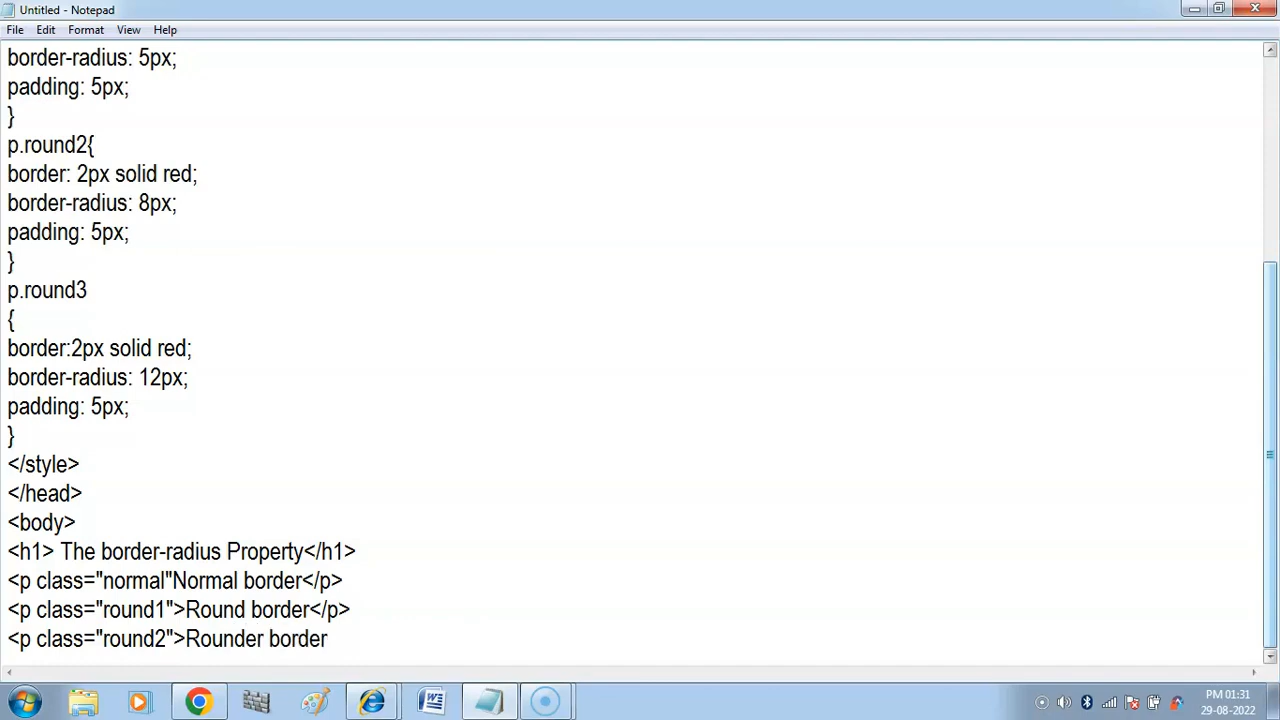 Untitled - Notepad
File Edit Format View Help
border-radius: 5px;
padding: 5px;
}
p.round2{
border: 2px solid red;
border-radius: 8px;
padding: 5px;
}
p.round3
{
border:2px solid red;
border-radius: 12px;
padding: 5px;
}
</style>
</head>
<body>
<h1> The border-radius Property</h1>
<p class="normal"Normal border</p>
<p class="round1">Round border</p>
<p class="round2">Rounder border
PM 01:31
29-08-2022